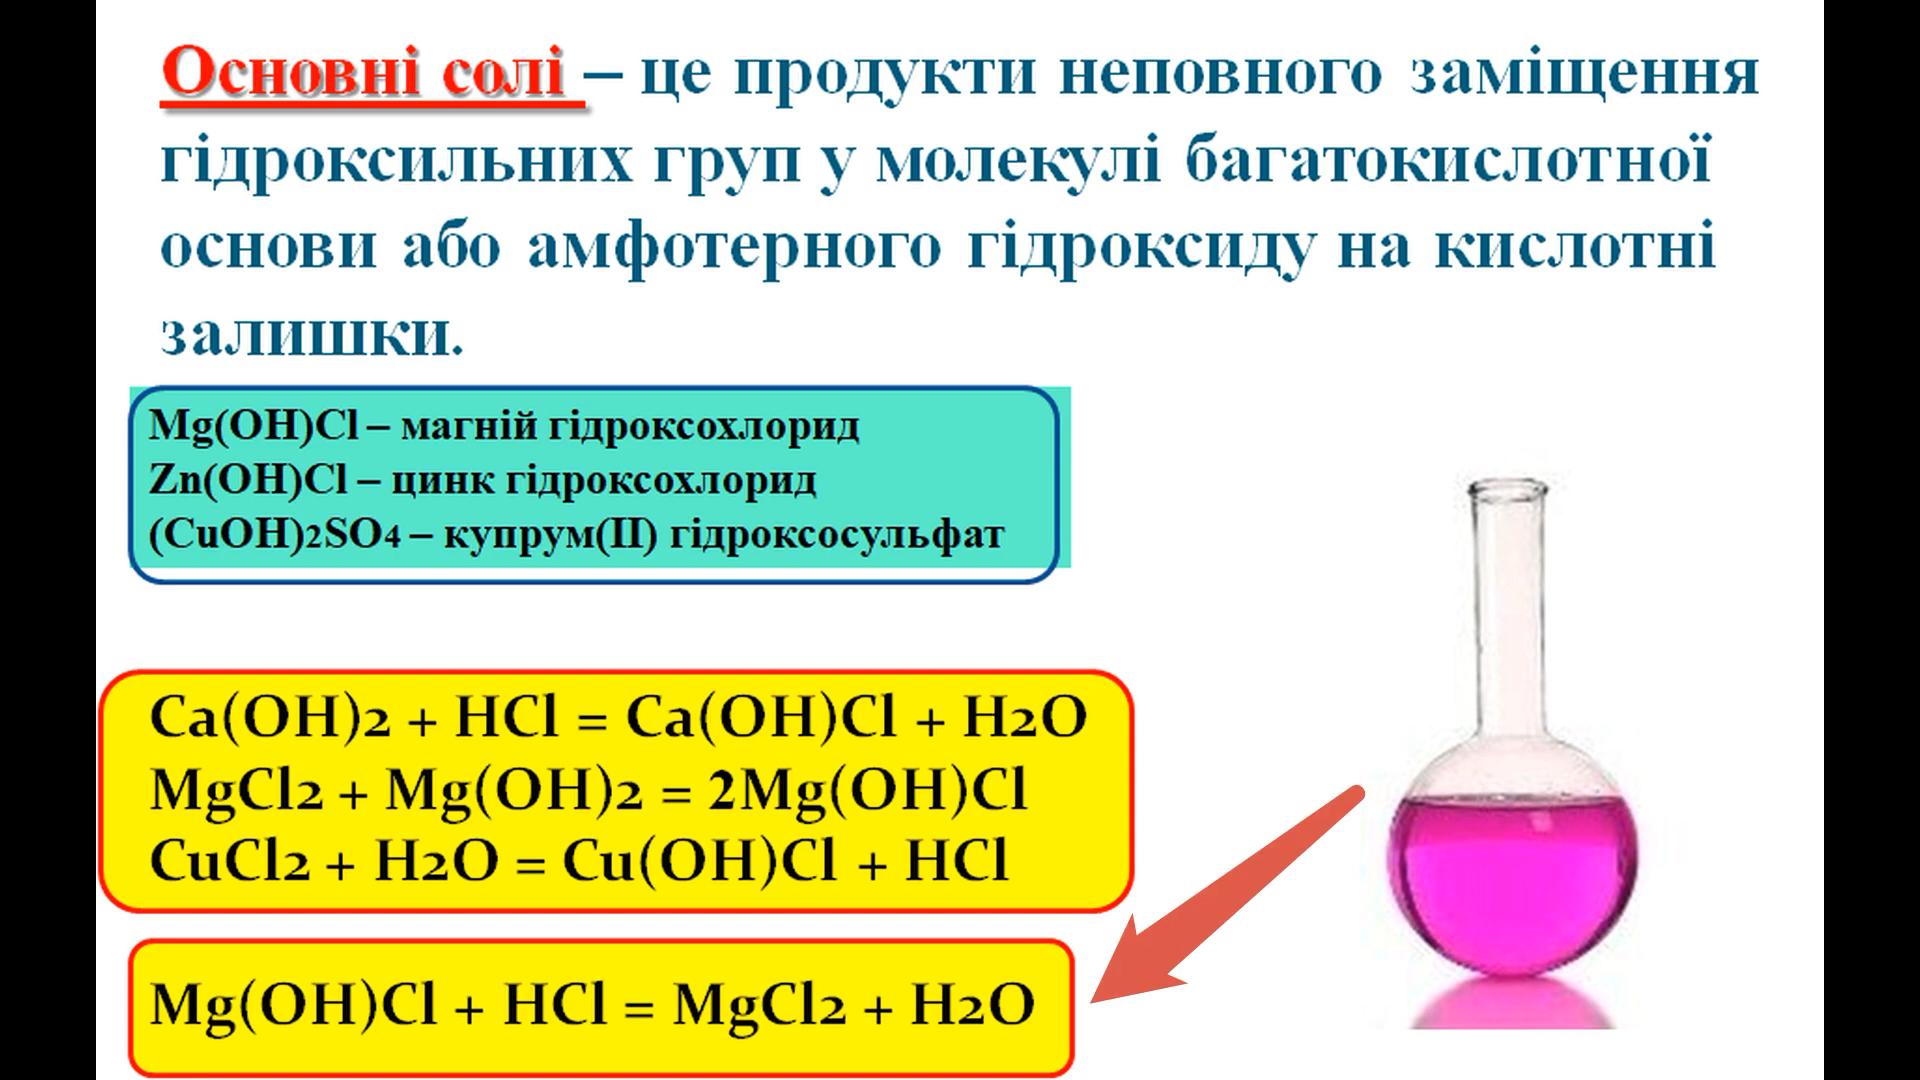 Основні солі – це продукти неповного заміщення
гідроксильних груп у молекулі багатокислотної
основи або амфотерного гідроксиду на кислотні
залишки.
Mg(OH)Cl – магній гідроксохлорид
Zn(OH)Cl – цинк гідроксохлорид
(CuOH)2SO4 – купрум(II) гідроксосульфат
Ca(OH)2 + HCl = Ca(OH)Cl + H2O
MgCl2 + Mg(OH)2 = 2Mg(OH)Cl
CuCl2 + H2O = Cu(OH)Cl + HCl
Mg(OH)Cl + HCl = MgCl2 + H2O